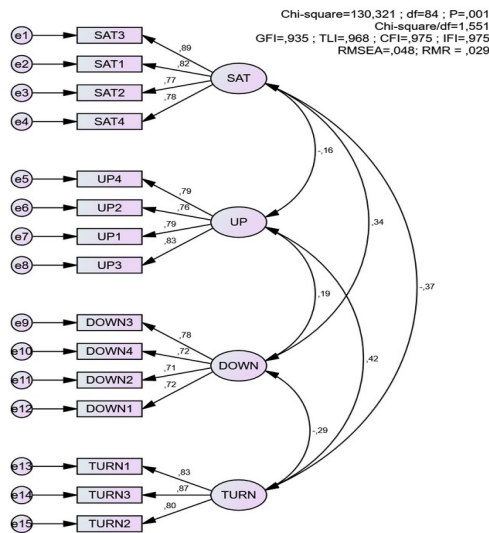 Chi-square=130,321 ; df=84 ; P=,001
Chi-square/df=1,551
GFI=,935 ; TLI=,968 ; CFI=,975 ; IFI=,975
RMSEA=,048; RMR = ,029
e1 SAT3 ,89
e2 SAT1 ,82
e3 SAT2 ,77
e4 SAT4 ,78
SAT
-,16
e5 UP4 ,79
e6 UP2 ,76
e7 UP1 ,79
e8 UP3 ,83
UP
,34
,19
-,37
e9 DOWN3 ,78
e10 DOWN4 ,72
e11 DOWN2 ,71
e12 DOWN1 ,72
DOWN
,42
-,29
e13 TURN1 ,83
e14 TURN3 ,87
e15 TURN2 ,80
TURN